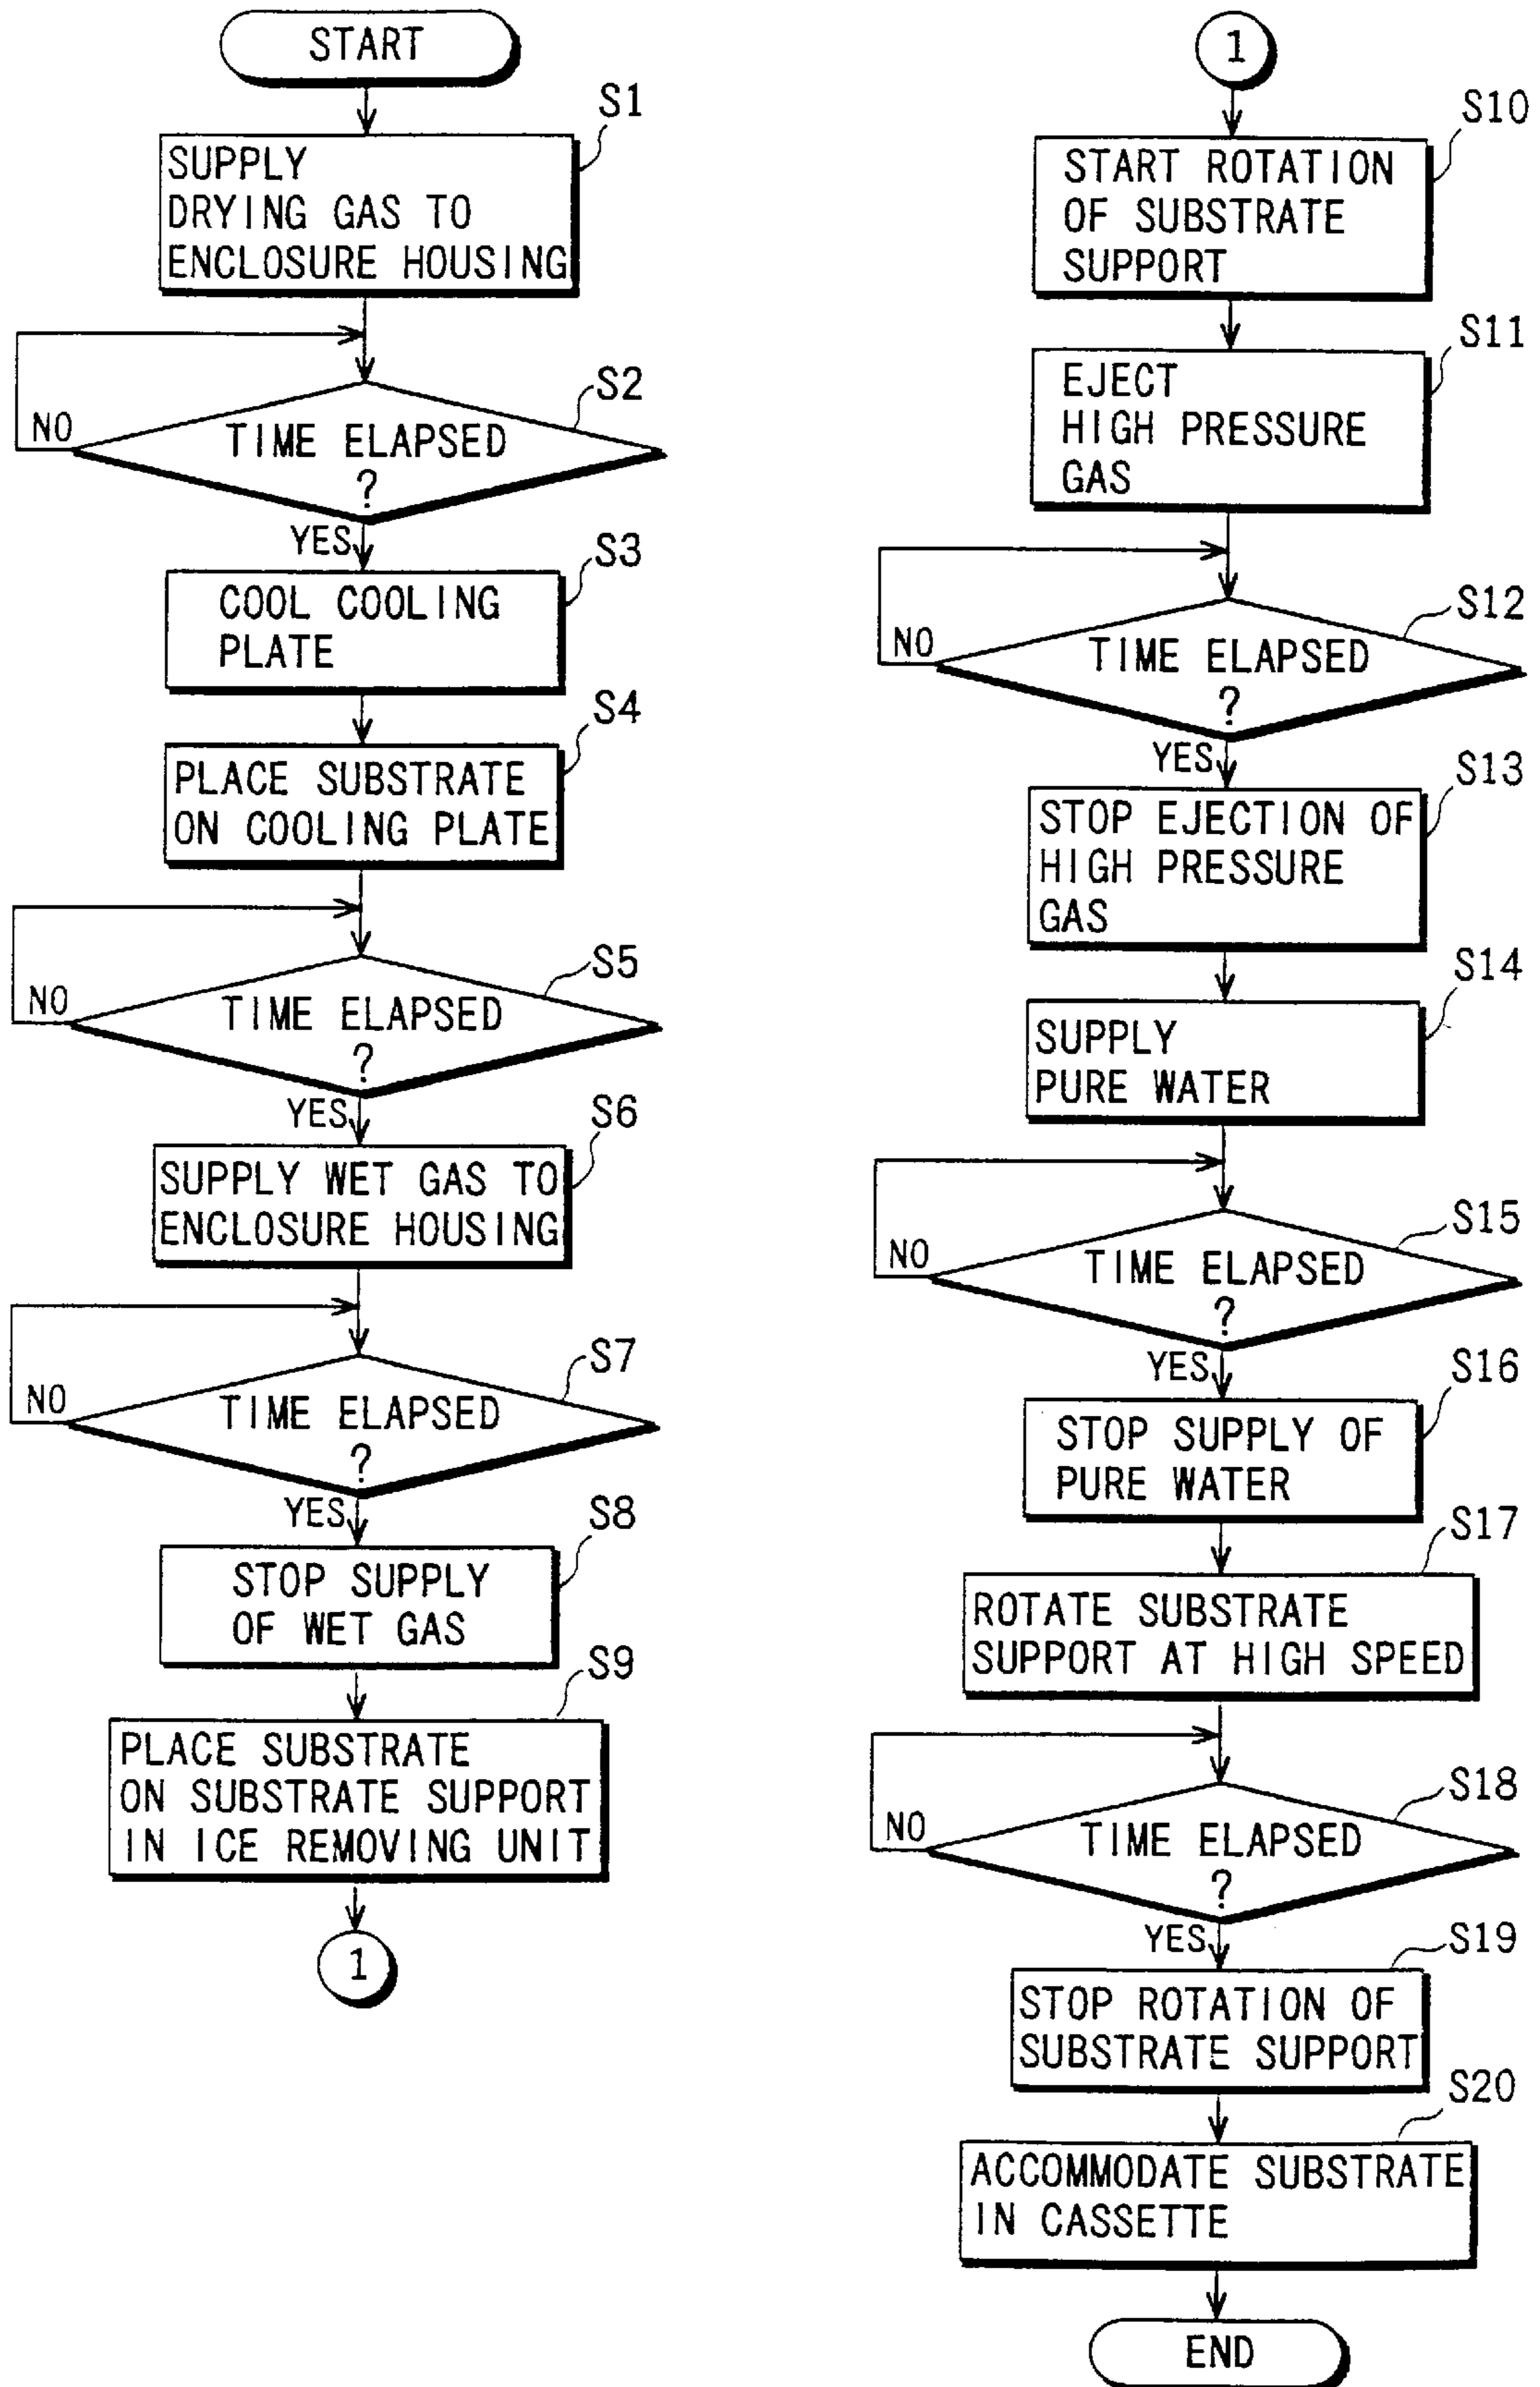 START
S1
SUPPLY
DRYING GAS TO
ENCLOSURE HOUSING
S2
NO
TIME ELAPSED
?
YES
S3
COOL COOLING
PLATE
S4
PLACE SUBSTRATE
ON COOLING PLATE
S5
NO
TIME ELAPSED
?
YES
S6
SUPPLY WET GAS TO
ENCLOSURE HOUSING
S7
NO
TIME ELAPSED
?
YES
S8
STOP SUPPLY
OF WET GAS
S9
PLACE SUBSTRATE
ON SUBSTRATE SUPPORT
IN ICE REMOVING UNIT
1
1
S10
START ROTATION
OF SUBSTRATE
SUPPORT
S11
EJECT
HIGH PRESSURE
GAS
S12
NO
TIME ELAPSED
?
YES
S13
STOP EJECTION OF
HIGH PRESSURE
GAS
S14
SUPPLY
PURE WATER
S15
NO
TIME ELAPSED
?
YES
S16
STOP SUPPLY OF
PURE WATER
S17
ROTATE SUBSTRATE
SUPPORT AT HIGH SPEED
S18
NO
TIME ELAPSED
?
YES
S19
STOP ROTATION OF
SUBSTRATE SUPPORT
S20
ACCOMMODATE SUBSTRATE
IN CASSETTE
END